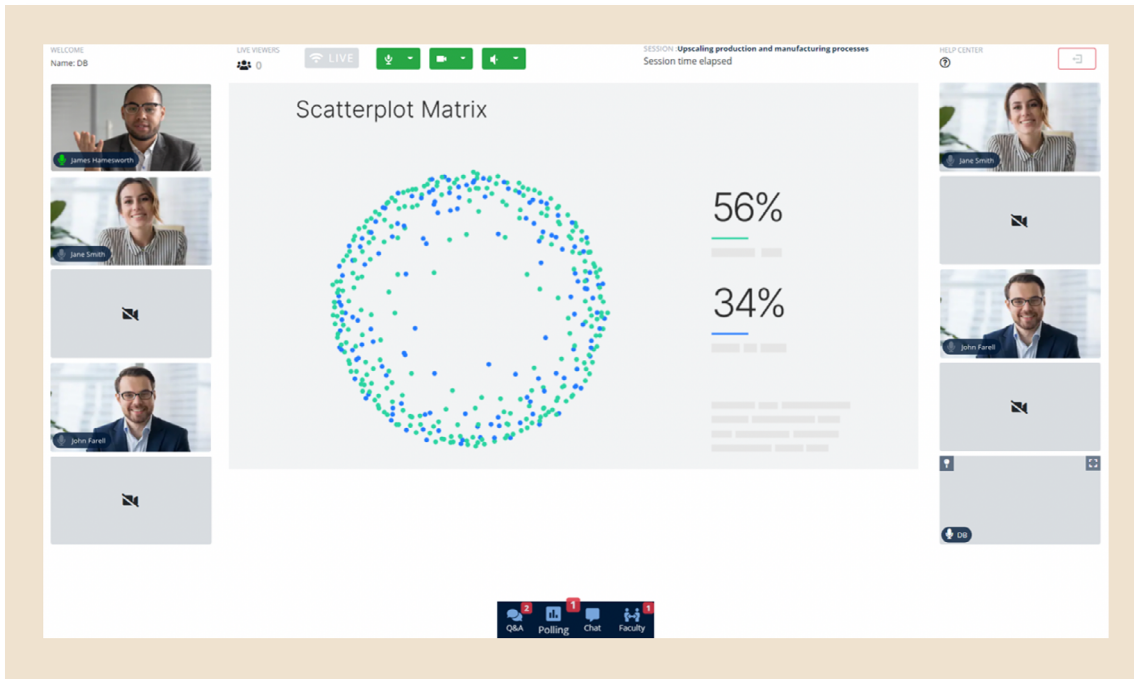 WELCOME
Name: DB
LIVE VIEWERS
0
LIVE
SESSION :Upscaling production and manufacturing processes
Session time elapsed
HELP CENTER
James Hamesworth
Jane Smith
John Farell
Scatterplot Matrix
56%
34%
Jane Smith
John Farell
DB
2
Q&A
1
Polling
Chat
1
Faculty